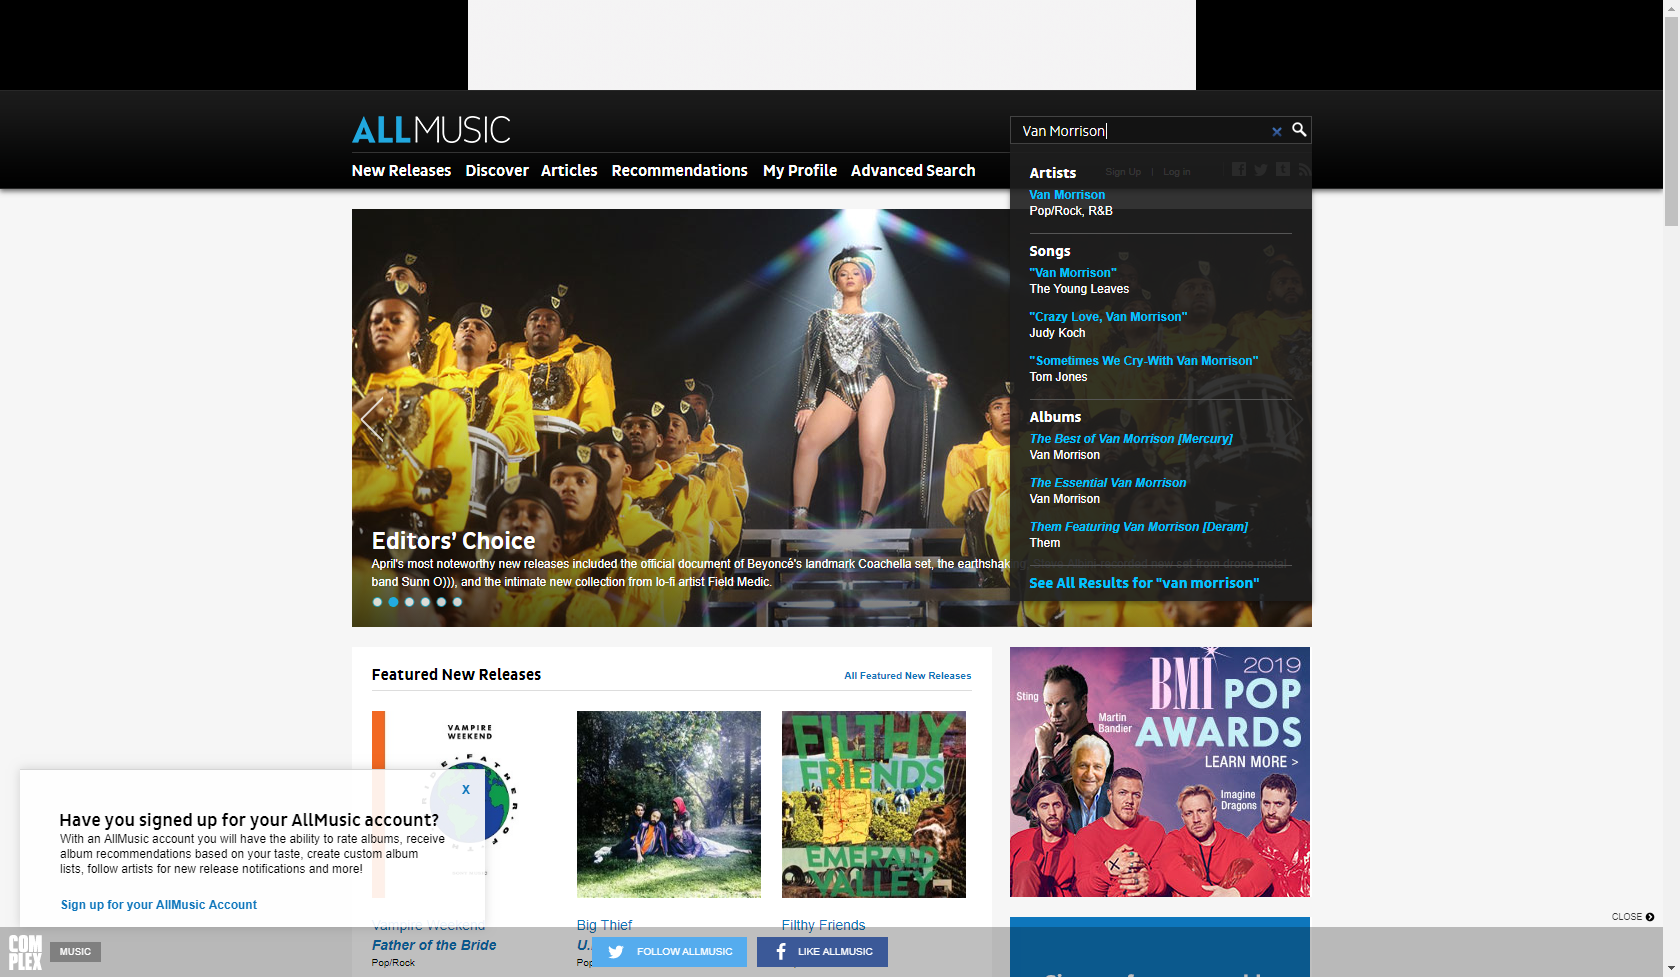 ALLMUSIC
Van Morrison
New Releases Discover Articles Recommendations My Profile Advanced Search
Sign Up | Log in
Artists
Van Morrison
Pop/Rock, R&B
Songs
"Van Morrison"
The Young Leaves
"Crazy Love, Van Morrison"
Judy Koch
"Sometimes We Cry-With Van Morrison"
Tom Jones
Albums
The Best of Van Morrison [Mercury]
Van Morrison
The Essential Van Morrison
Van Morrison
Them Featuring Van Morrison [Deram]
Them
See All Results for "van morrison"
Editors' Choice
April's most noteworthy new releases included the official document of Beyoncé's landmark Coachella set, the earthshaking new set from drone metal
band Sunn O))), and the intimate new collection from lo-fi artist Field Medic.
Featured New Releases
All Featured New Releases
VAMPIRE
WEEKEND
FILTHY
FRIENDS
EMERALD
VALLEY
BMI 2019
POP
AWARDS
LEARN MORE >
Sting
Martin
Bandier
Imagine
Dragons
X
Have you signed up for your AllMusic account?
With an AllMusic account you will have the ability to rate albums, receive
album recommendations based on your taste, create custom album
lists, follow artists for new release notifications and more!
Sign up for your AllMusic Account
Vampire Weekend
Father of the Bride
Pop/Rock
Big Thief
U.
Pop
Filthy Friends
CLOSE
COM
PLEX
MUSIC
FOLLOW ALLMUSIC
LIKE ALLMUSIC